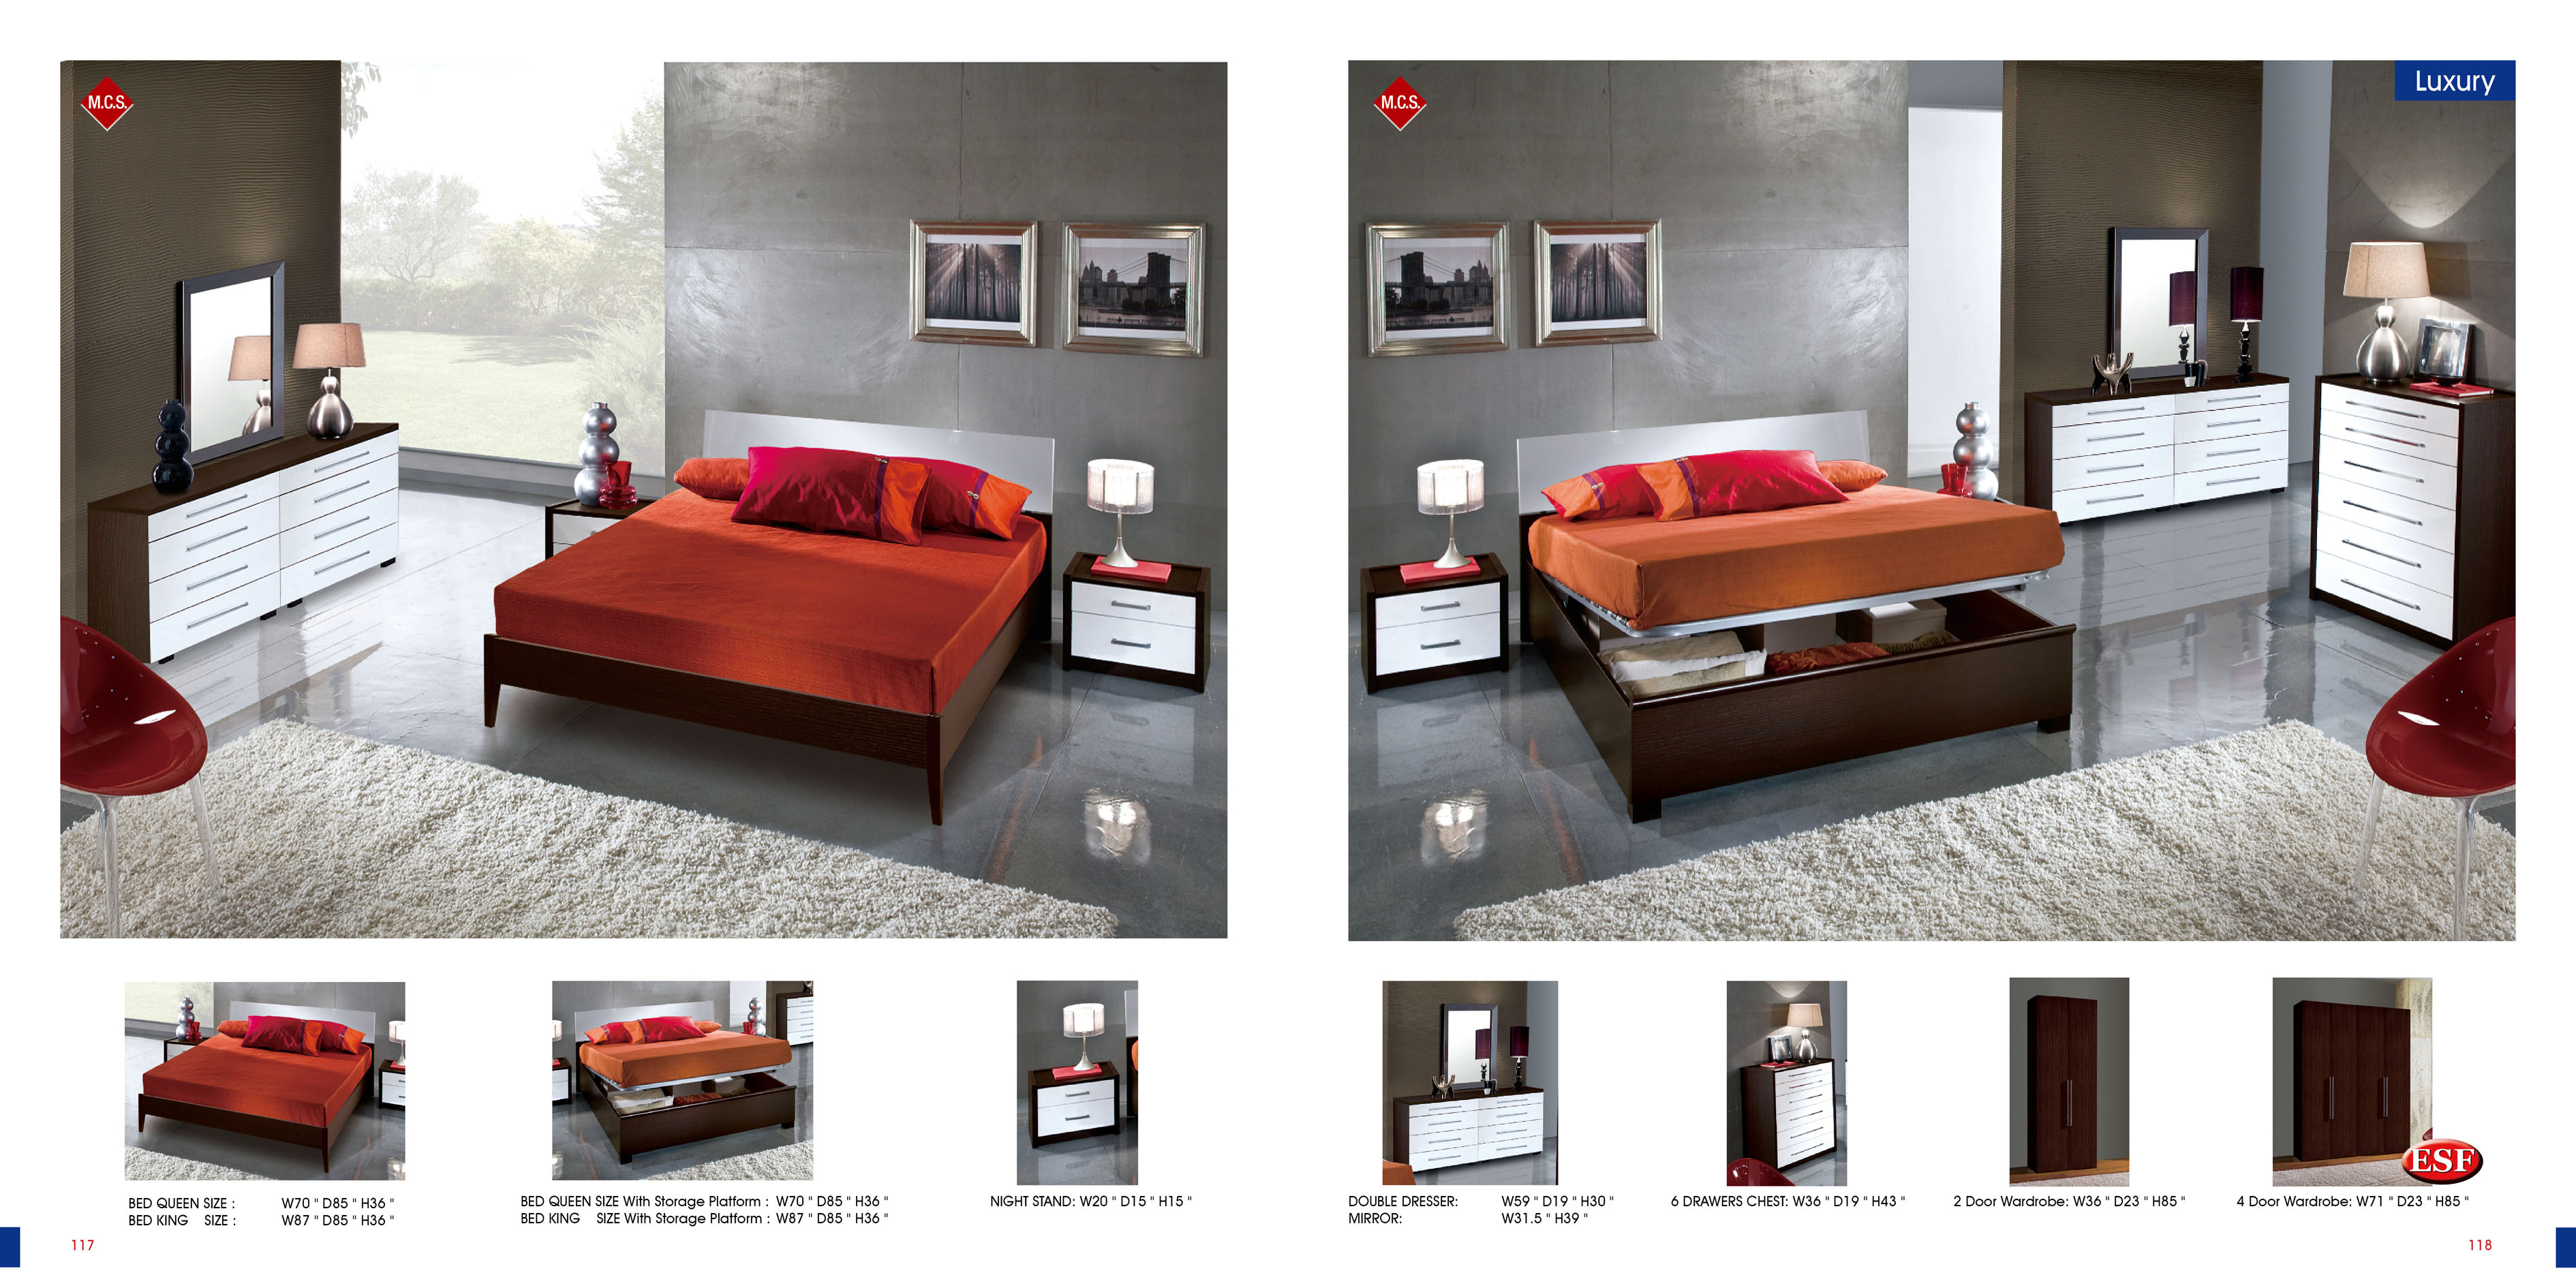 M.C.S.
M.C.S.
Luxury
BED QUEEN SIZE : W70 " D85 " H36 "
BED KING SIZE : W87 " D85 " H36 "
BED QUEEN SIZE With Storage Platform : W70 " D85 " H36 "
BED KING SIZE With Storage Platform : W87 " D85 " H36 "
NIGHT STAND: W20 " D15 " H15 "
DOUBLE DRESSER: W59 " D19 " H30 "
MIRROR: W31.5 " H39 "
6 DRAWERS CHEST: W36 " D19 " H43 "
2 Door Wardrobe: W36 " D23 " H85 "
4 Door Wardrobe: W71 " D23 " H85 "
ESF
117
118